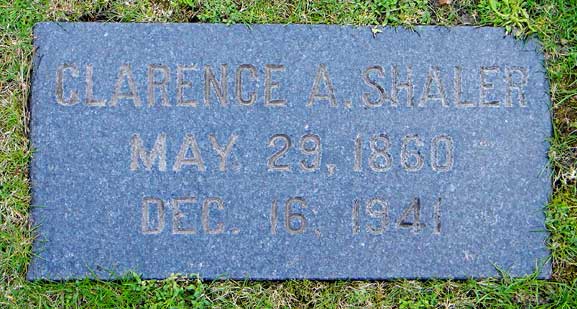 CLARENCE A. SHALER
MAY 29, 1860
DEC. 16, 1941